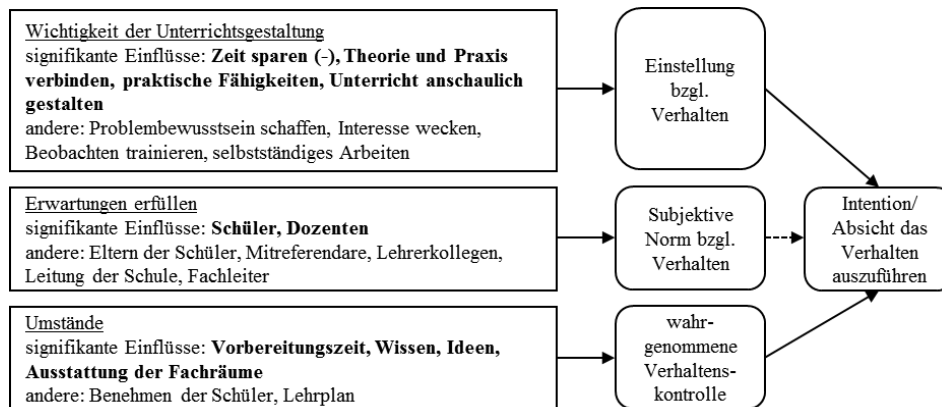 Wichtigkeit der Unterrichtsgestaltung
signifikante Einflüsse: Zeit sparen (-), Theorie und Praxis
verbinden, praktische Fähigkeiten, Unterricht anschaulich
gestalten
andere: Problembewusstsein schaffen, Interesse wecken,
Beobachten trainieren, selbstständiges Arbeiten
Einstellung
bzgl.
Verhalten
Erwartungen erfüllen
signifikante Einflüsse: Schüler, Dozenten
andere: Eltern der Schüler, Mitreferendare, Lehrerkollegen,
Leitung der Schule, Fachleiter
Subjektive
Norm bzgl.
Verhalten
Intention/
Absicht das
Verhalten
auszuführen
Umstände
signifikante Einflüsse: Vorbereitungszeit, Wissen, Ideen,
Ausstattung der Fachräume
andere: Benehmen der Schüler, Lehrplan
wahr-
genommene
Verhaltens-
kontrolle